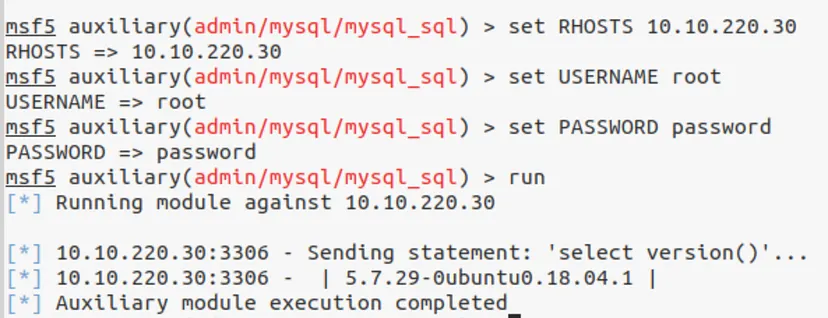 msf5 auxiliary(admin/mysql/mysql_sql) > set RHOSTS 10.10.220.30
RHOSTS => 10.10.220.30
msf5 auxiliary(admin/mysql/mysql_sql) > set USERNAME root
USERNAME => root
msf5 auxiliary(admin/mysql/mysql_sql) > set PASSWORD password
PASSWORD => password
msf5 auxiliary(admin/mysql/mysql_sql) > run
[*] Running module against 10.10.220.30

[*] 10.10.220.30:3306 - Sending statement: 'select version()'...
[*] 10.10.220.30:3306 -  | 5.7.29-0ubuntu0.18.04.1 |
[*] Auxiliary module execution completed